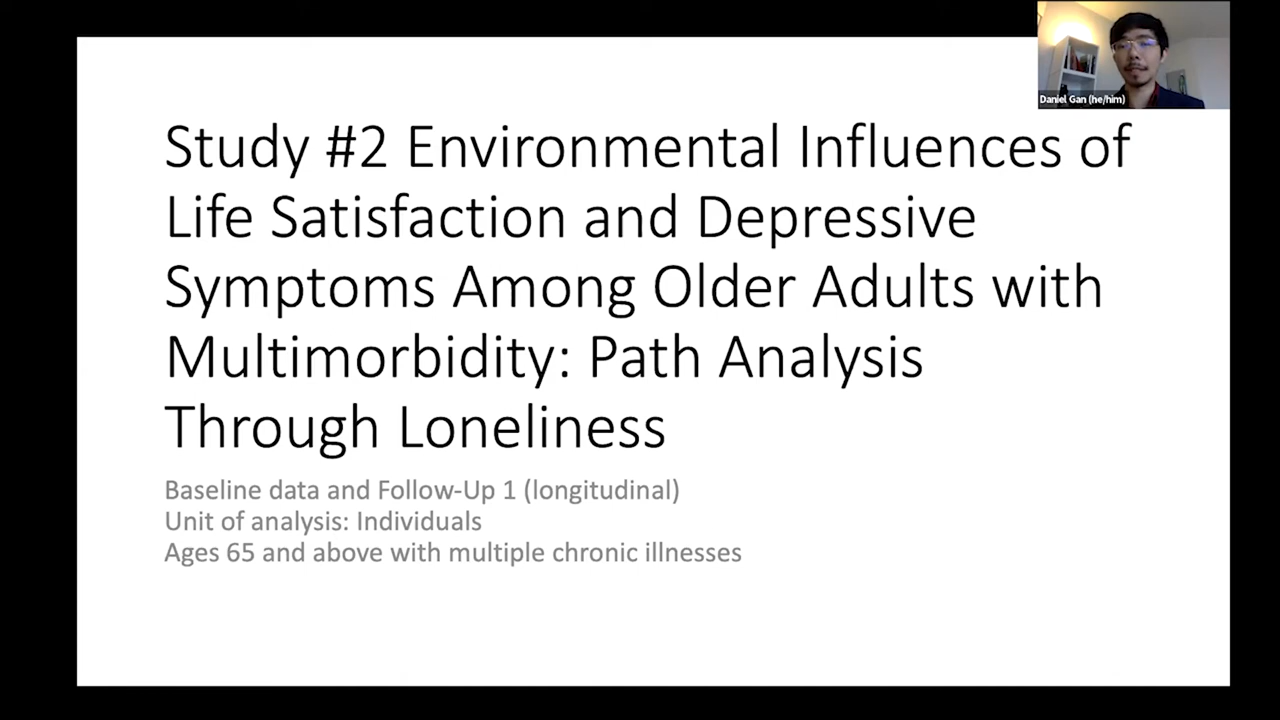 Daniel Gan (he/him)
Study #2 Environmental Influences of
Life Satisfaction and Depressive
Symptoms Among Older Adults with
Multimorbidity: Path Analysis
Through Loneliness
Baseline data and Follow-Up 1 (longitudinal)
Unit of analysis: Individuals
Ages 65 and above with multiple chronic illnesses